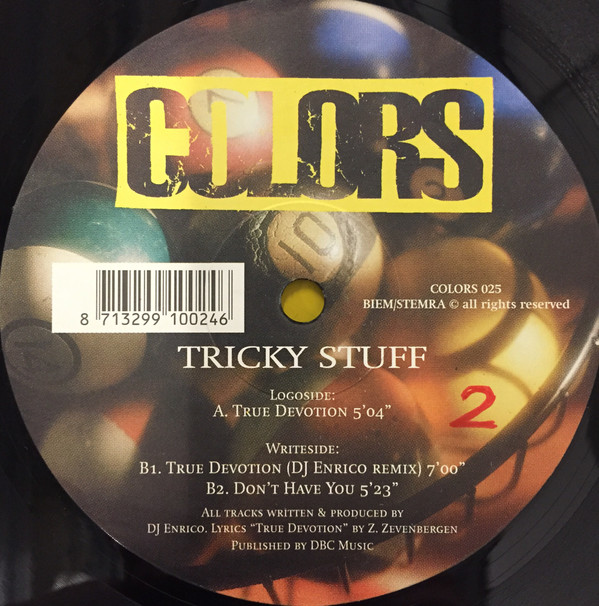 COLORS
COLORS 025
BIEM/STEMRA © all rights reserved
8 713299 100246
TRICKY STUFF
LOGOSIDE:
A. TRUE DEVOTION 5'04"
2
WRITESIDE:
B1. TRUE DEVOTION (DJ ENRICO REMIX) 7'00"
B2. DON'T HAVE YOU 5'23"
ALL TRACKS WRITTEN & PRODUCED BY
DJ ENRICO. LYRICS "TRUE DEVOTION" BY Z. ZEVENBERGEN
PUBLISHED BY DBC MUSIC
10